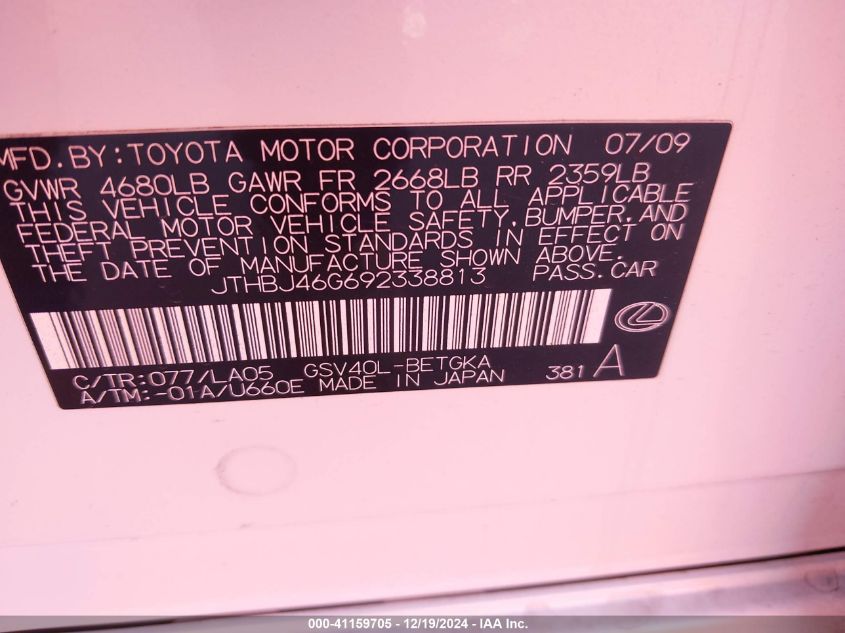 MFD. BY: TOYOTA MOTOR CORPORATION 07/09
GVWR 4680LB GAWR FR 2668LB RR 2359LB
THIS VEHICLE CONFORMS TO ALL APPLICABLE
FEDERAL MOTOR VEHICLE SAFETY, BUMPER, AND
THEFT PREVENTION STANDARDS IN EFFECT ON
THE DATE OF MANUFACTURE SHOWN ABOVE.
JTHBJ46G692338813 PASS. CAR
C/TR: 077/LA05 GSV40L-BETGKA
A/TM: -01A/U660E MADE IN JAPAN 381 A
000-41159705 - 12/19/2024 - IAA Inc.